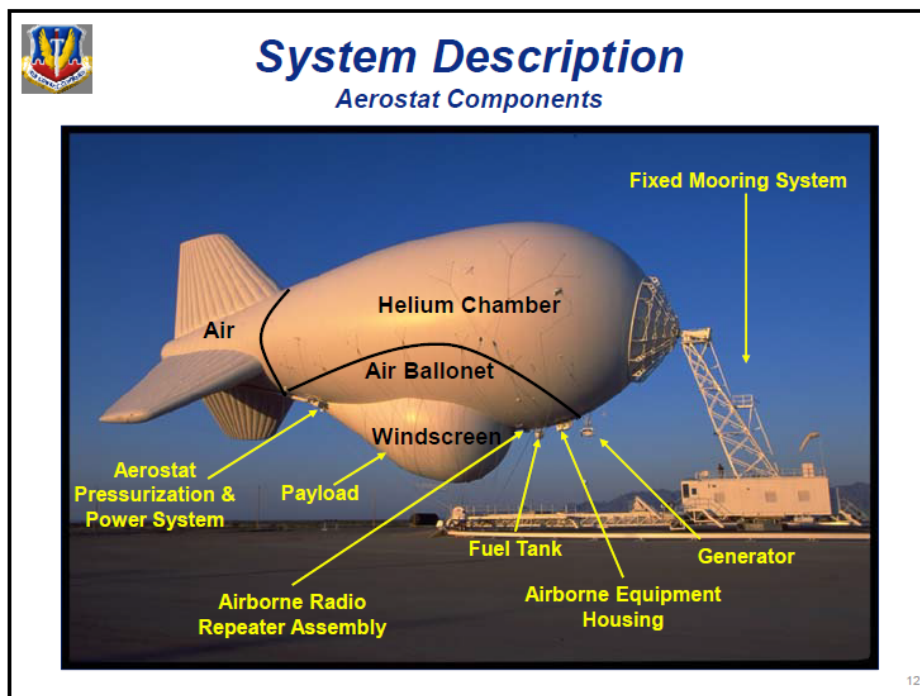 System Description
Aerostat Components
Fixed Mooring System
Helium Chamber
Air
Air Ballonet
Windscreen
Aerostat
Pressurization &
Power System
Payload
Fuel Tank
Generator
Airborne Radio
Repeater Assembly
Airborne Equipment
Housing
12